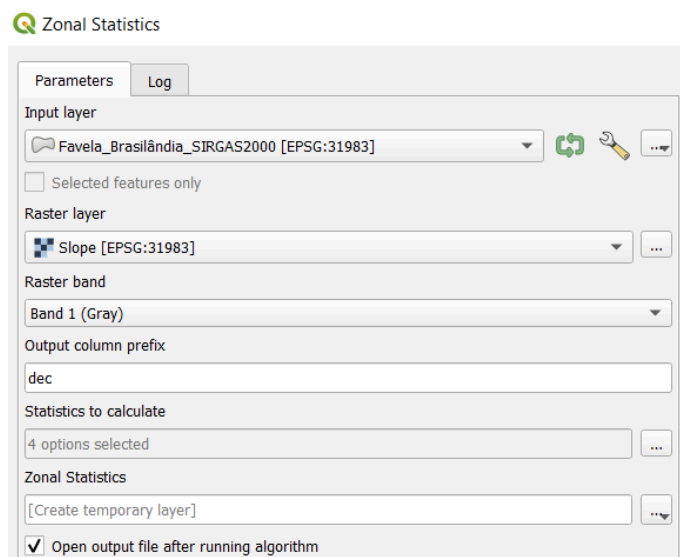 Zonal Statistics
Parameters Log
Input layer
Favela_Brasilândia_SIRGAS2000 [EPSG:31983]
...
Selected features only
Raster layer
Slope [EPSG:31983]
...
Raster band
Band 1 (Gray)
Output column prefix
dec
Statistics to calculate
4 options selected
...
Zonal Statistics
[Create temporary layer]
...
Open output file after running algorithm